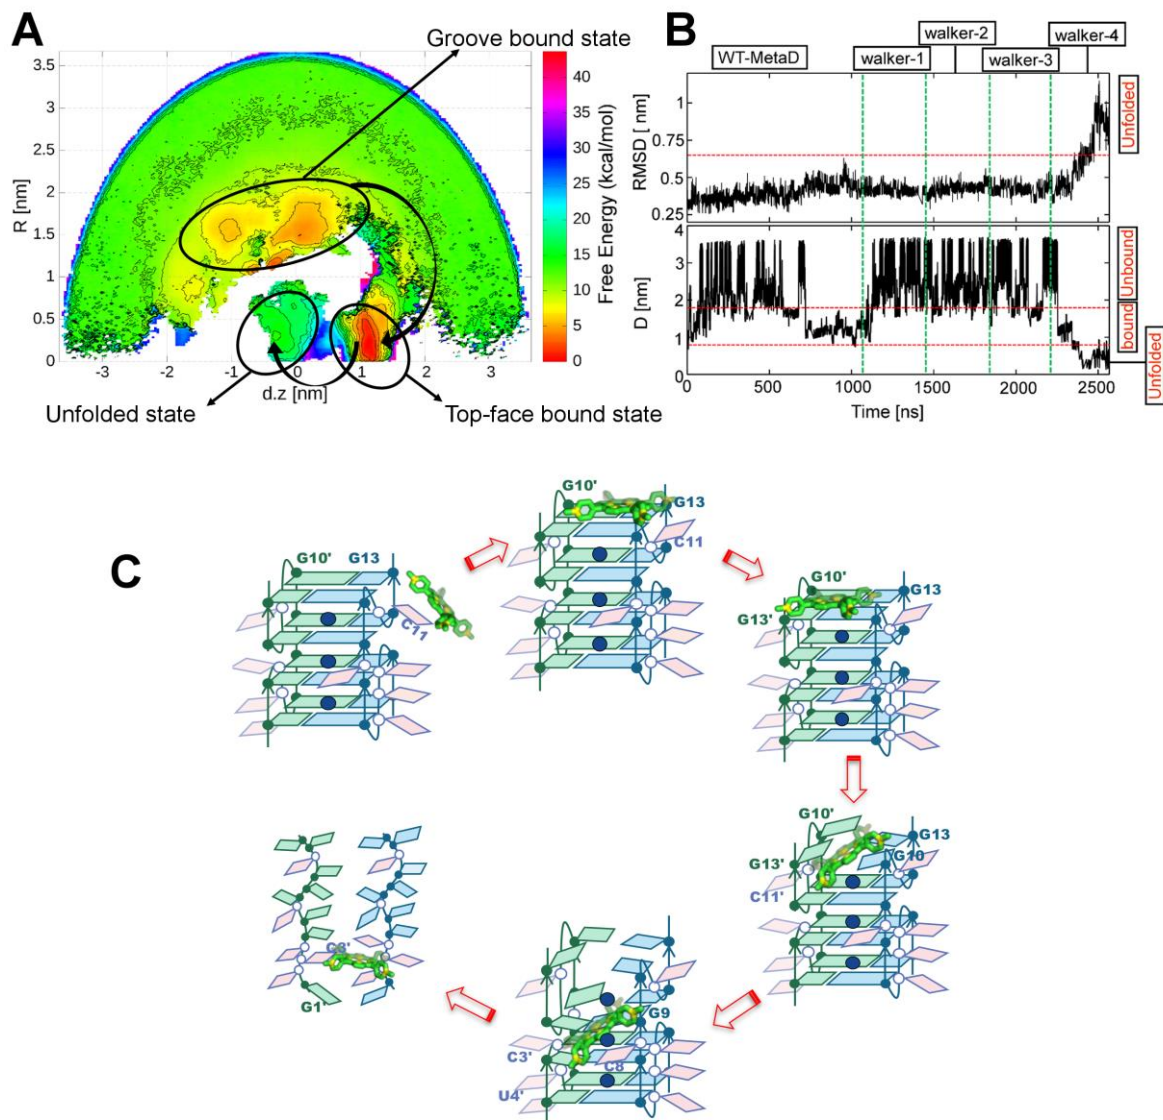 A
Groove bound state
R [nm]
3.5
3
2.5
2
1.5
1
0.5
0
-3
-2
-1
0
1
2
3
d.z [nm]
40
35
30
25
20
15
10
5
0
Free Energy (kcal/mol)
Unfolded state
Top-face bound state
B
walker-2
walker-4
WT-MetaD
walker-1
walker-3
RMSD [ nm]
1
0.75
0.5
0.25
Unfolded
D [nm]
4
3
2
1
0
Unbound
bound
Unfolded
0
500
1000
1500
2000
2500
Time [ns]
C
G10'
G13
C11
G10'
G13
C11
G10'
G13
G13'
G10'
G13
G13'
G10
C11'
G9
C3'
C8
U4'
G1'